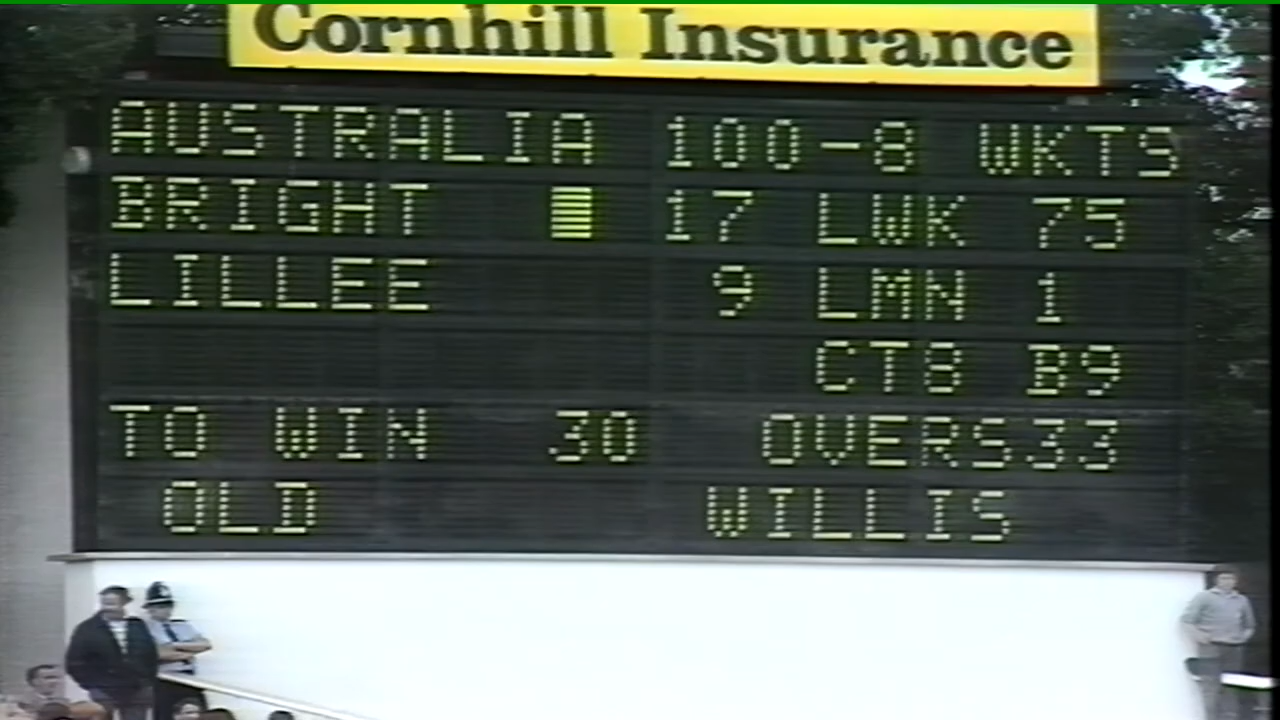 Cornhill Insurance
AUSTRALIA 100-8 WKTS
BRIGHT 17 LWK 75
LILLEE 9 LMN 1
CT8 B9
TO WIN 30 OVERS33
OLD WILLIS